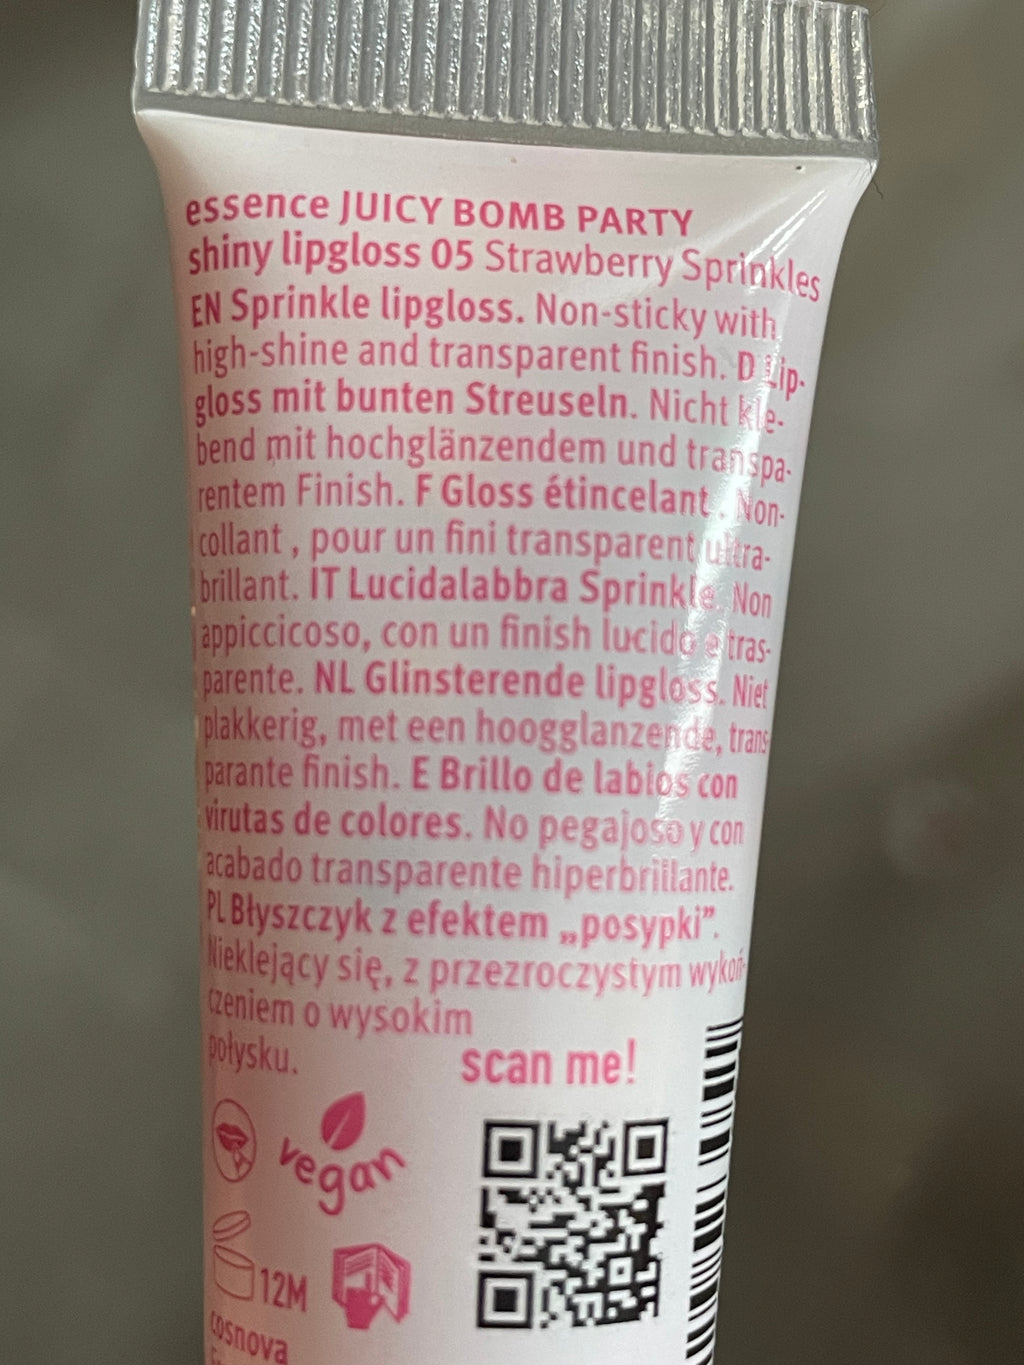 essence JUICY BOMB PARTY
shiny lipgloss 05 Strawberry Sprinkles
EN Sprinkle lipgloss. Non-sticky with
high-shine and transparent finish. D Lip-
gloss mit bunten Streuseln. Nicht kle-
bend mit hochglänzendem und transpa-
rentem Finish. F Gloss étincelant . Non-
collant , pour un fini transparent ultra-
brillant. IT Lucidalabbra Sprinkle. Non
appiccicoso, con un finish lucido e tras-
parente. NL Glinsterende lipgloss. Niet
plakkerig, met een hoogglanzende, trans-
parante finish. E Brillo de labios con
virutas de colores. No pegajoso y con
acabado transparente hiperbrillante.
PL Błyszczyk z efektem „posypki”.
Nieklejący się, z przezroczystym wykoń-
czeniem o wysokim
połysku.
scan me!
vegan
12M
cosnova